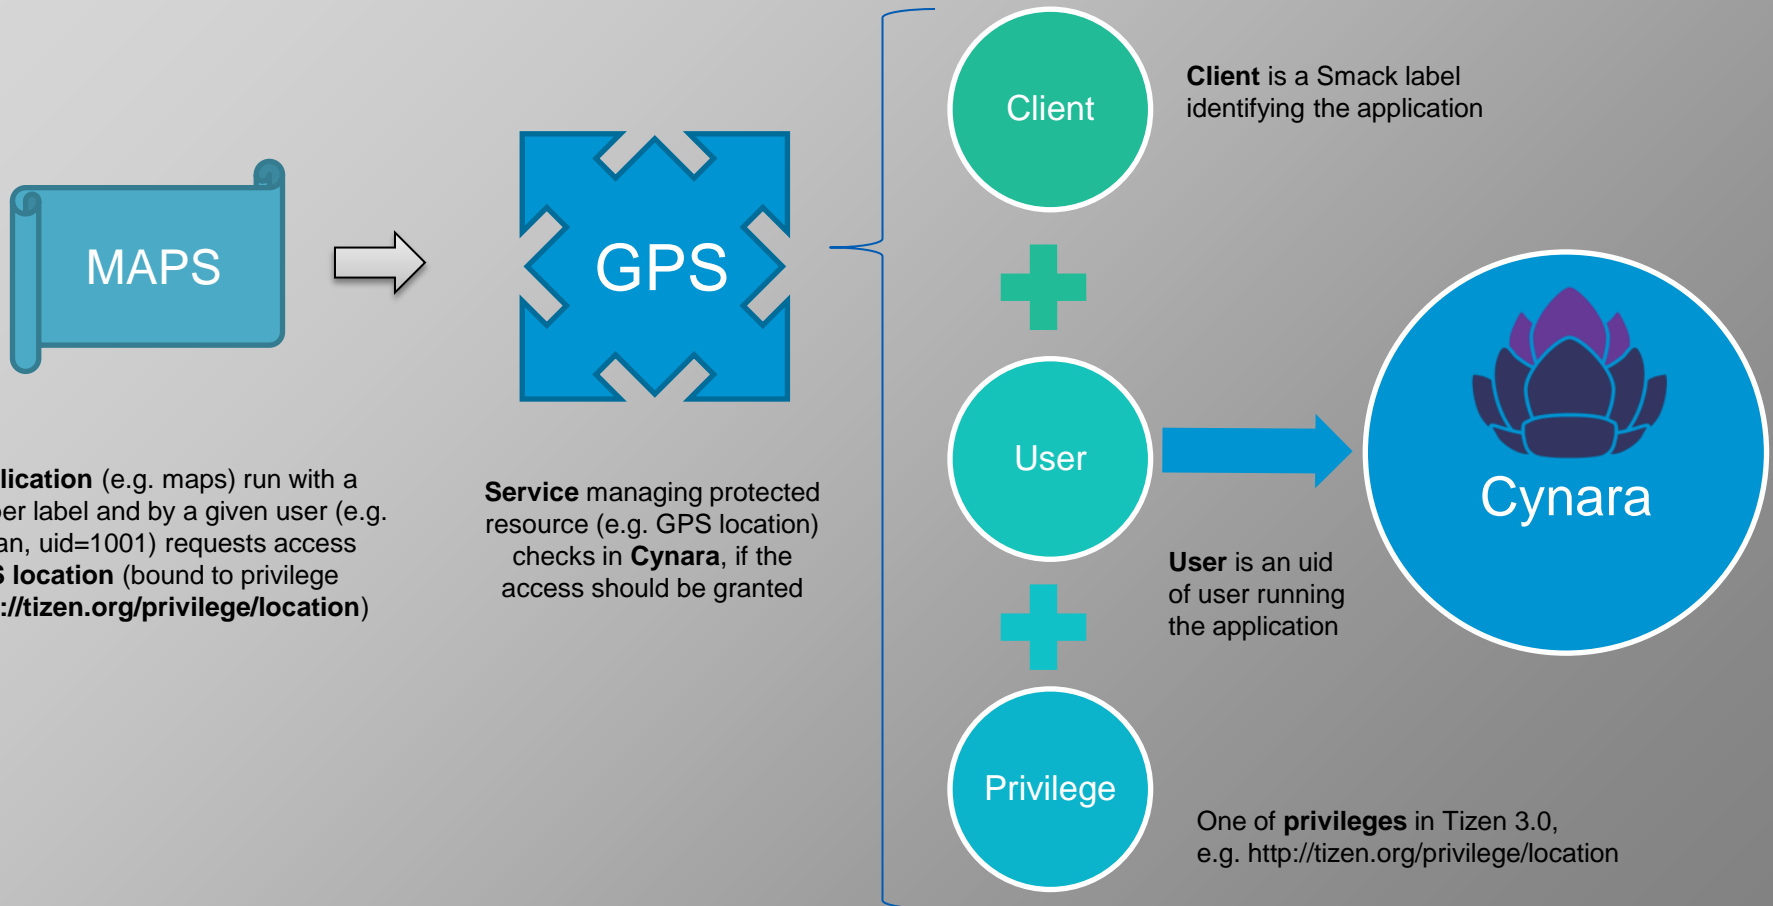 MAPS
lication (e.g. maps) run with a
per label and by a given user (e.g.
an, uid=1001) requests access
S location (bound to privilege
://tizen.org/privilege/location)
GPS
Service managing protected
resource (e.g. GPS location)
checks in Cynara, if the
access should be granted
Client
Client is a Smack label
identifying the application
User
User is an uid
of user running
the application
Privilege
One of privileges in Tizen 3.0,
e.g. http://tizen.org/privilege/location
Cynara